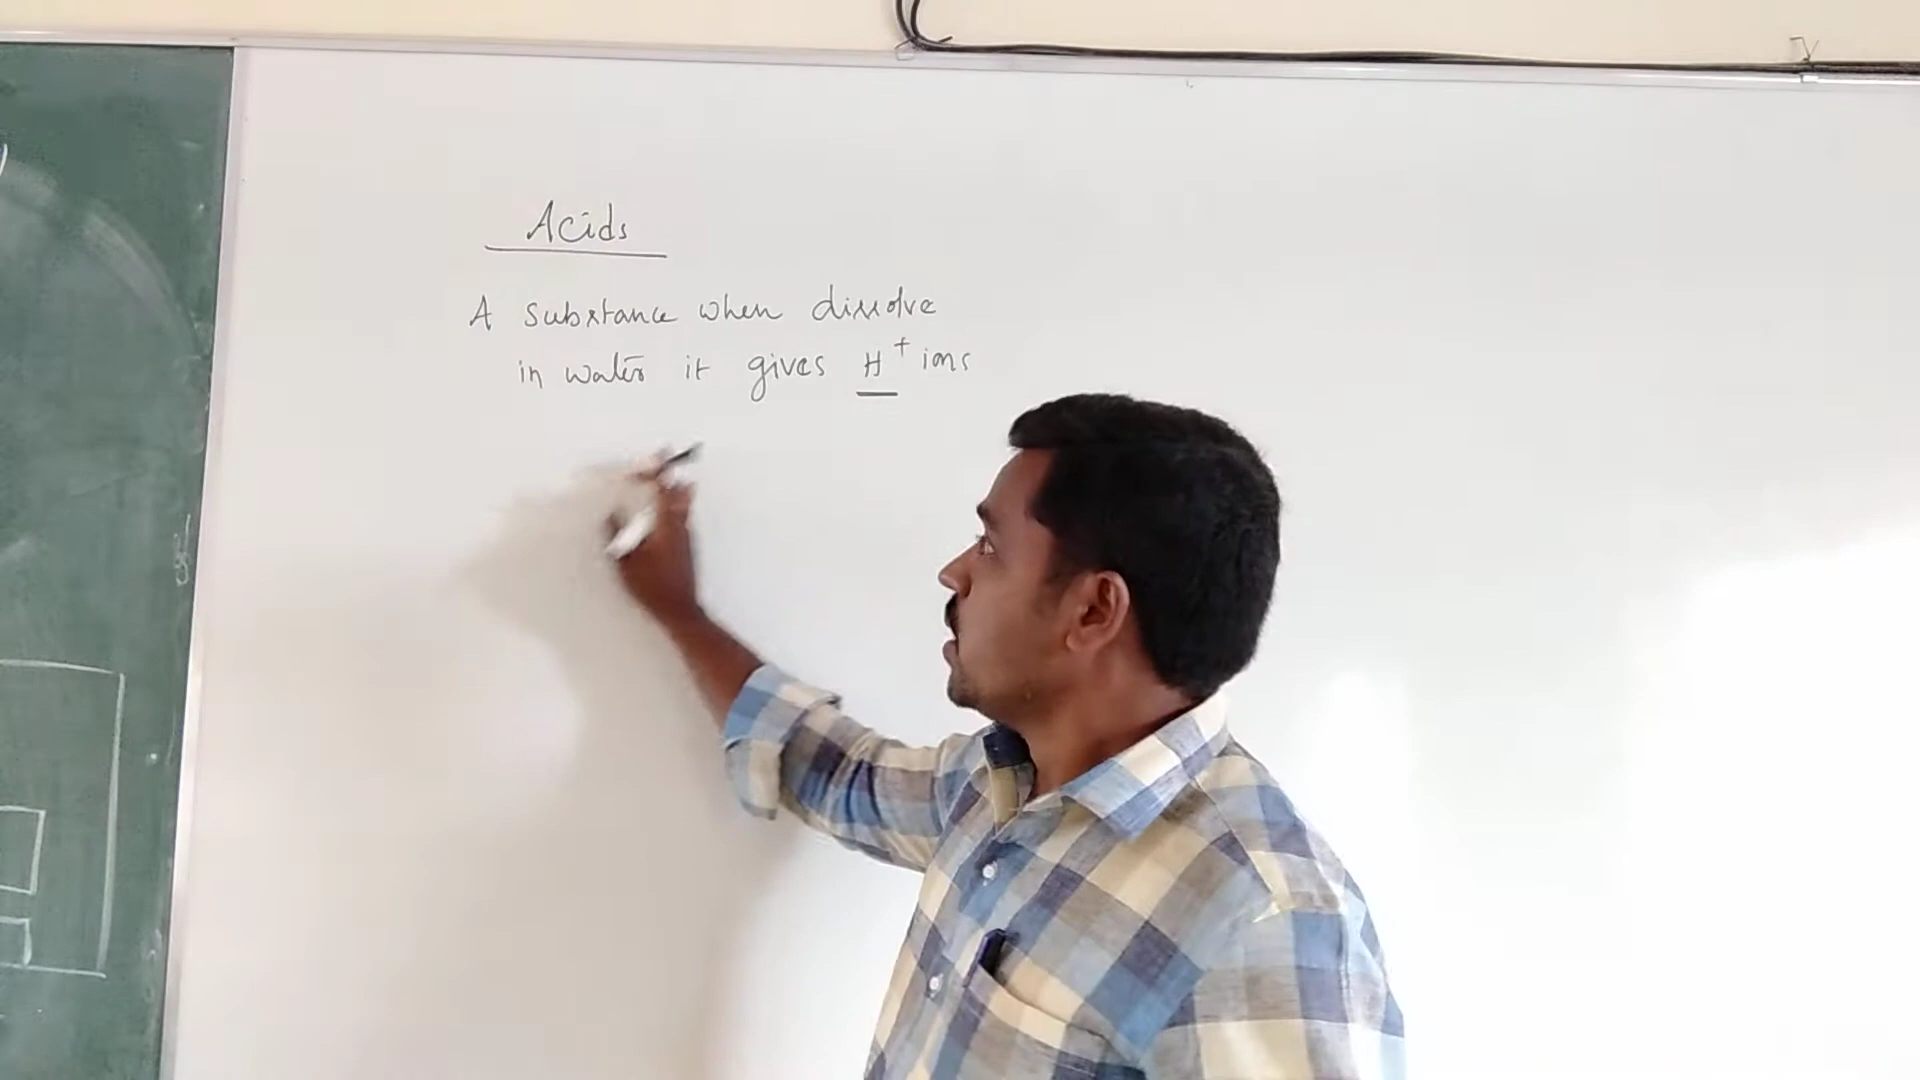 Acids
A substance when dissolve
in water it gives H⁺ ions